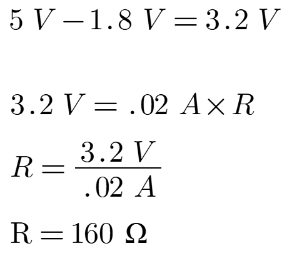 5 V − 1.8 V = 3.2 V
3.2 V = .02 A × R
R = 3.2 V / .02 A
R = 160 Ω